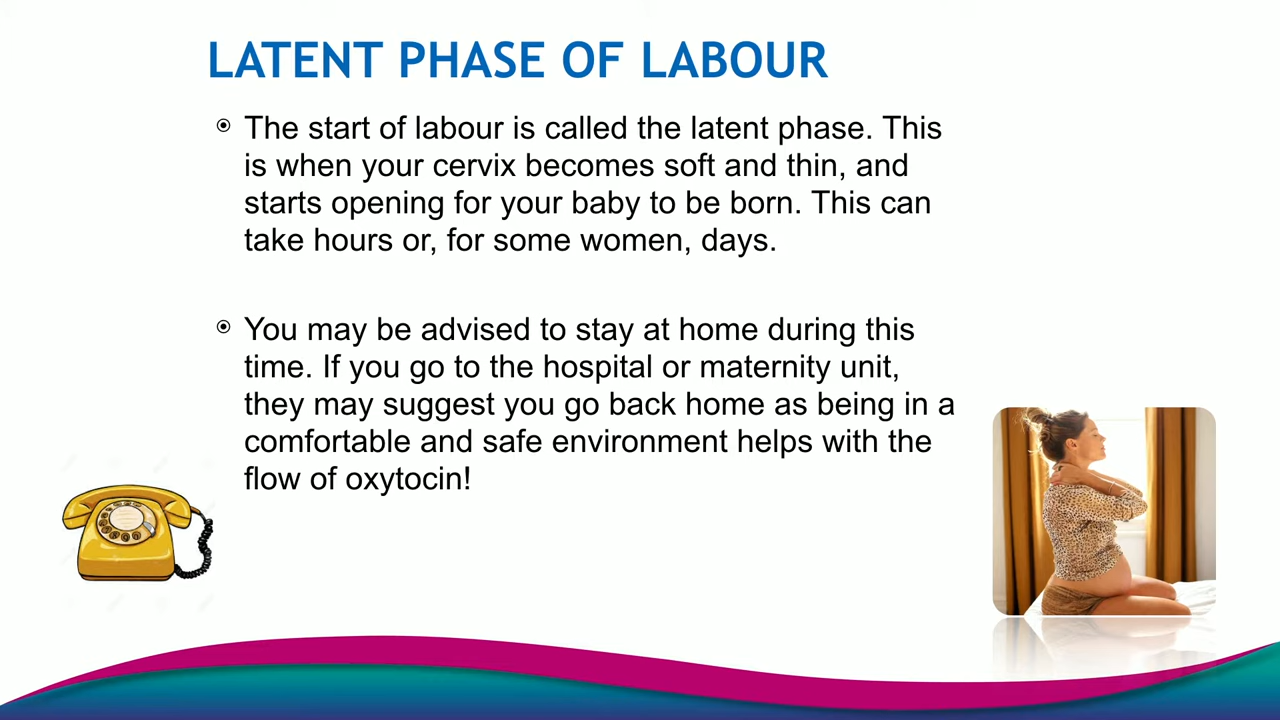 LATENT PHASE OF LABOUR
The start of labour is called the latent phase. This
is when your cervix becomes soft and thin, and
starts opening for your baby to be born. This can
take hours or, for some women, days.
You may be advised to stay at home during this
time. If you go to the hospital or maternity unit,
they may suggest you go back home as being in a
comfortable and safe environment helps with the
flow of oxytocin!